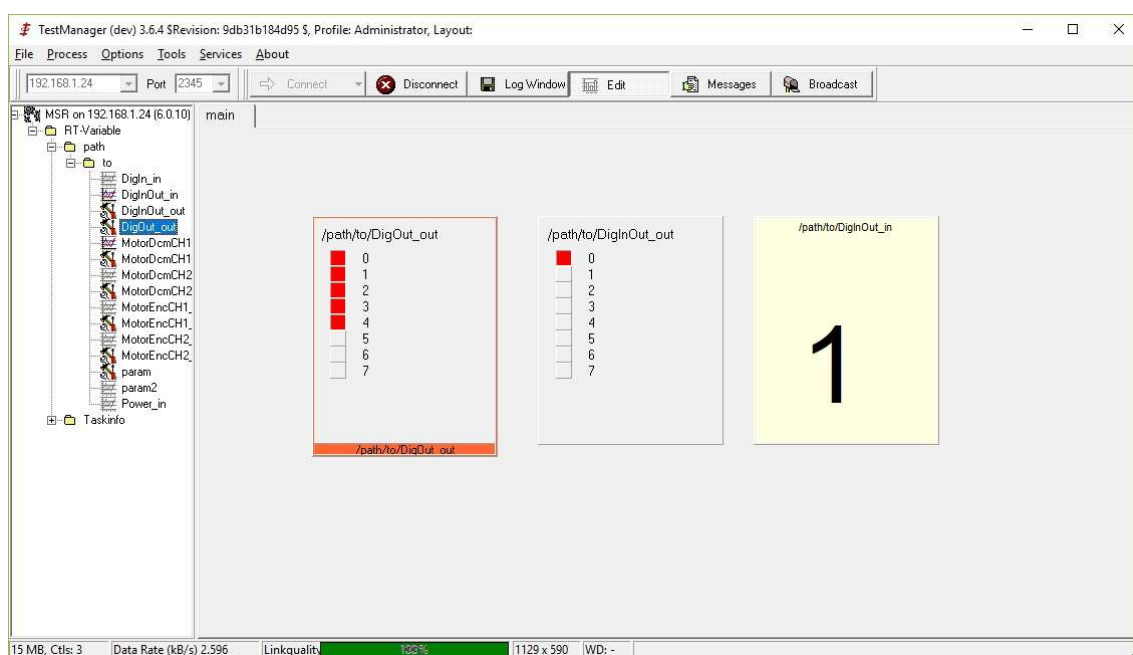 TestManager (dev) 3.6.4 $Revision: 9db31b184d95 $, Profile: Administrator, Layout:
File Process Options Tools Services About
192.168.1.24 Port 2345 Connect Disconnect Log Window Edit Messages Broadcast
MSR on 192.168.1.24 (6.0.10)
RT-Variable
path
to
DigIn_in
DigInOut_in
DigInOut_out
DigOut_out
MotorDcmCH1
MotorDcmCH1
MotorDcmCH2
MotorDcmCH2
MotorEncCH1_
MotorEncCH1_
MotorEncCH2_
MotorEncCH2_
param
param2
Power_in
Taskinfo
main
/path/to/DigOut_out
0
1
2
3
4
5
6
7
/path/to/DigOut_out
/path/to/DigInOut_out
0
1
2
3
4
5
6
7
/path/to/DigInOut_in
1
15 MB, Ctls: 3 Data Rate (kB/s) 2.596 Linkquality 100% 1129 x 590 WD: -